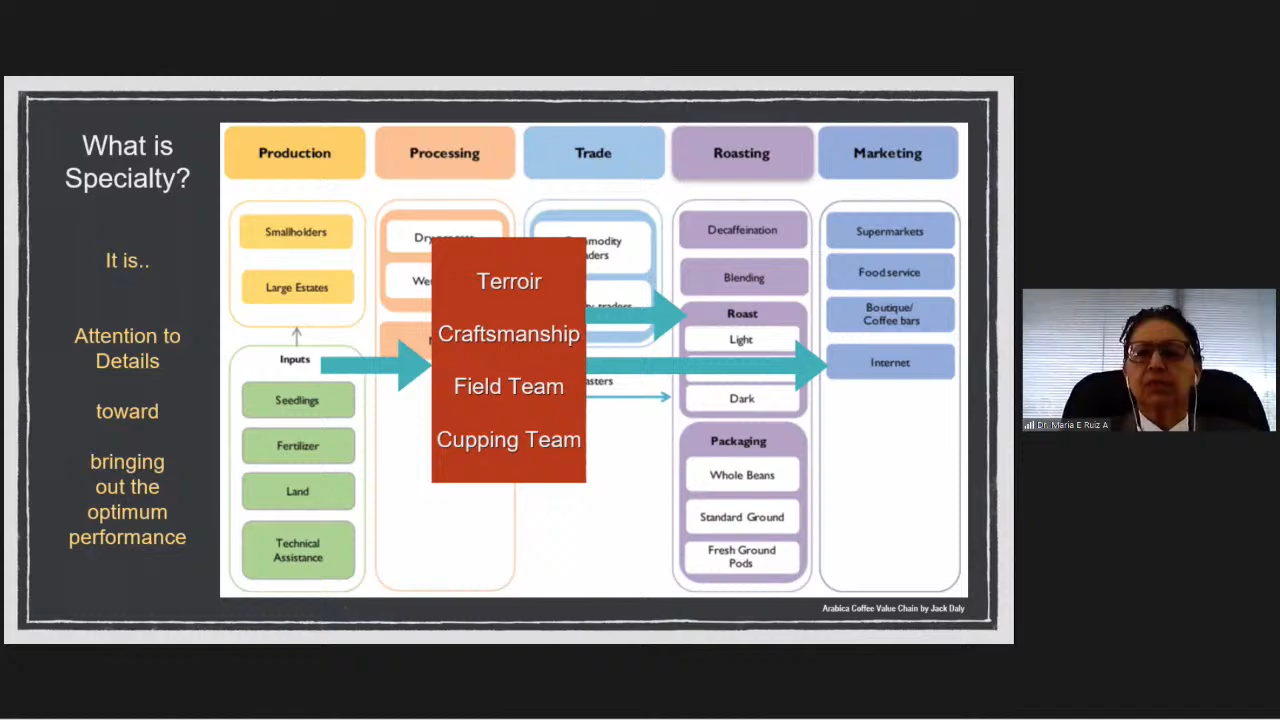 What is
Specialty?
It is..
Attention to
Details
toward
bringing
out the
optimum
performance
Production
Processing
Trade
Roasting
Marketing
Smallholders
Large Estates
Inputs
Seedlings
Fertilizer
Land
Technical
Assistance
Terroir
Craftsmanship
Field Team
Cupping Team
Decaffeination
Blending
Roast
Light
Dark
Packaging
Whole Beans
Standard Ground
Fresh Ground
Pods
Supermarkets
Food service
Boutique/
Coffee bars
Internet
Arabica Coffee Value Chain by Jack Daly
Dr. Maria E Ruiz A